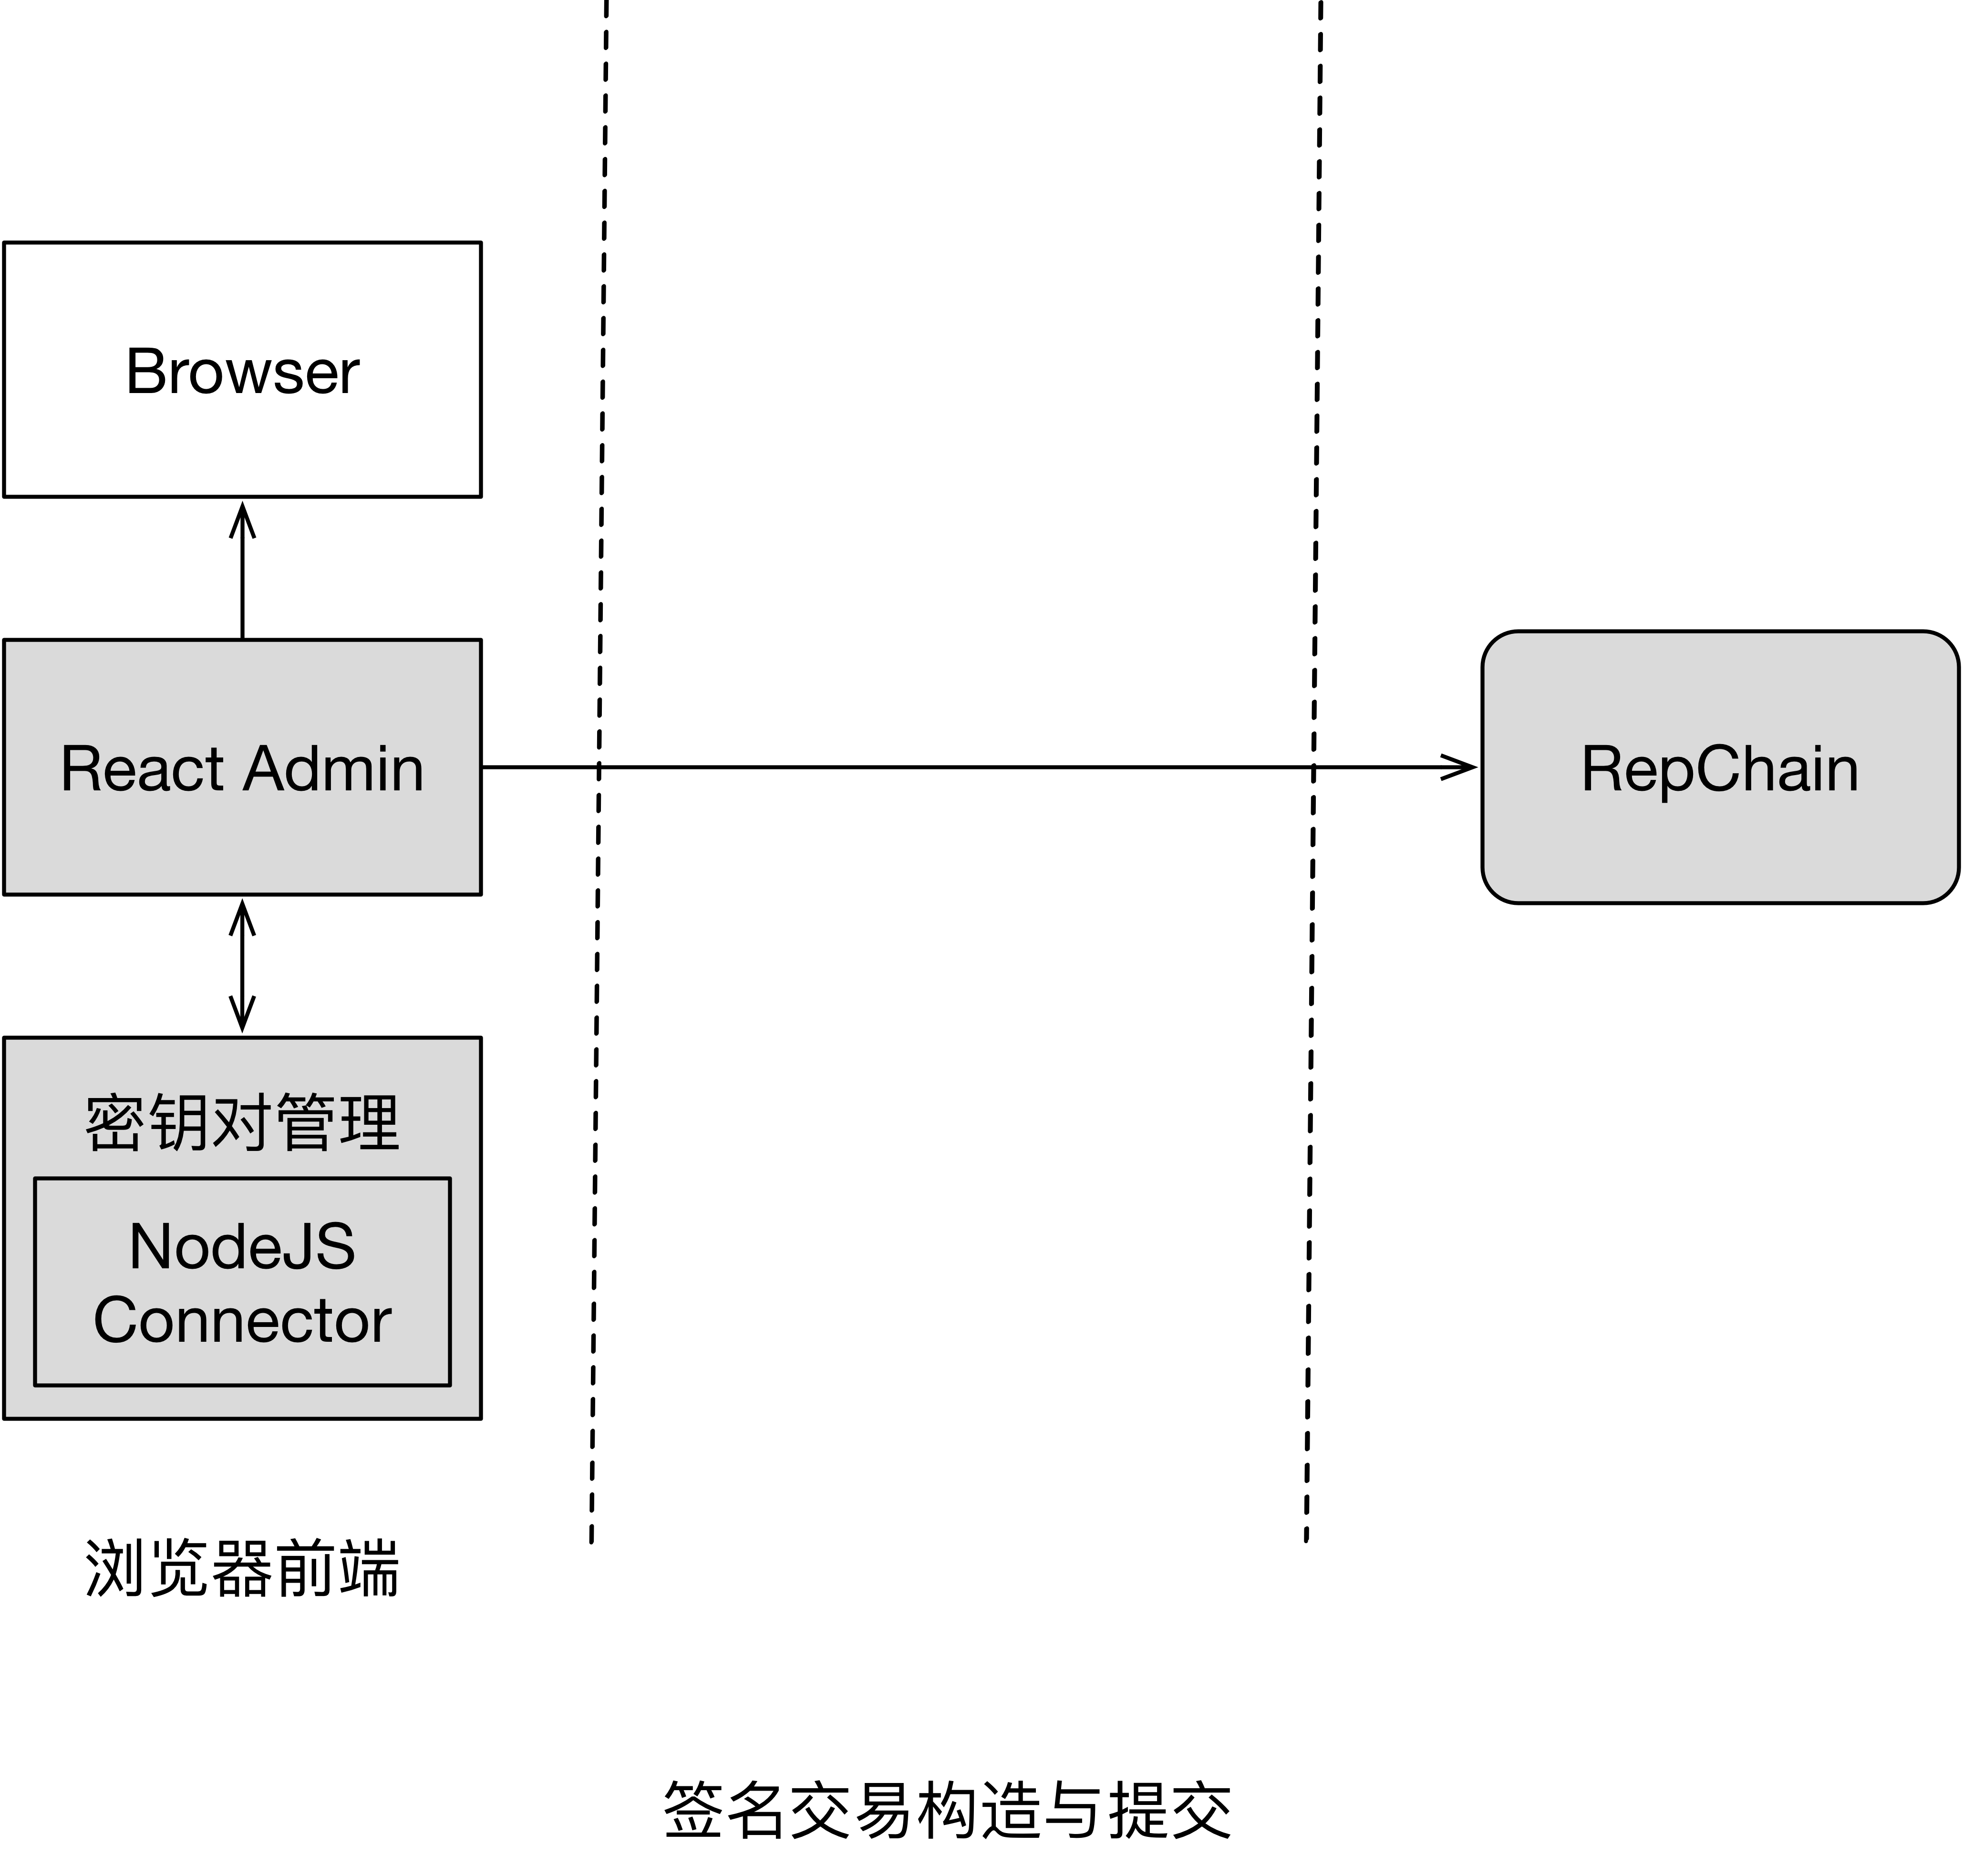 Browser
React Admin
RepChain
密钥对管理
NodeJS
Connector
浏览器前端
签名交易构造与提交